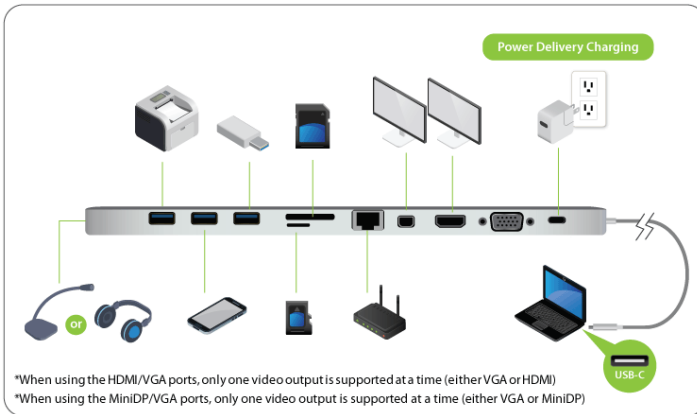 Power Delivery Charging
or
USB-C
*When using the HDMI/VGA ports, only one video output is supported at a time (either VGA or HDMI)
*When using the MiniDP/VGA ports, only one video output is supported at a time (either VGA or MiniDP)